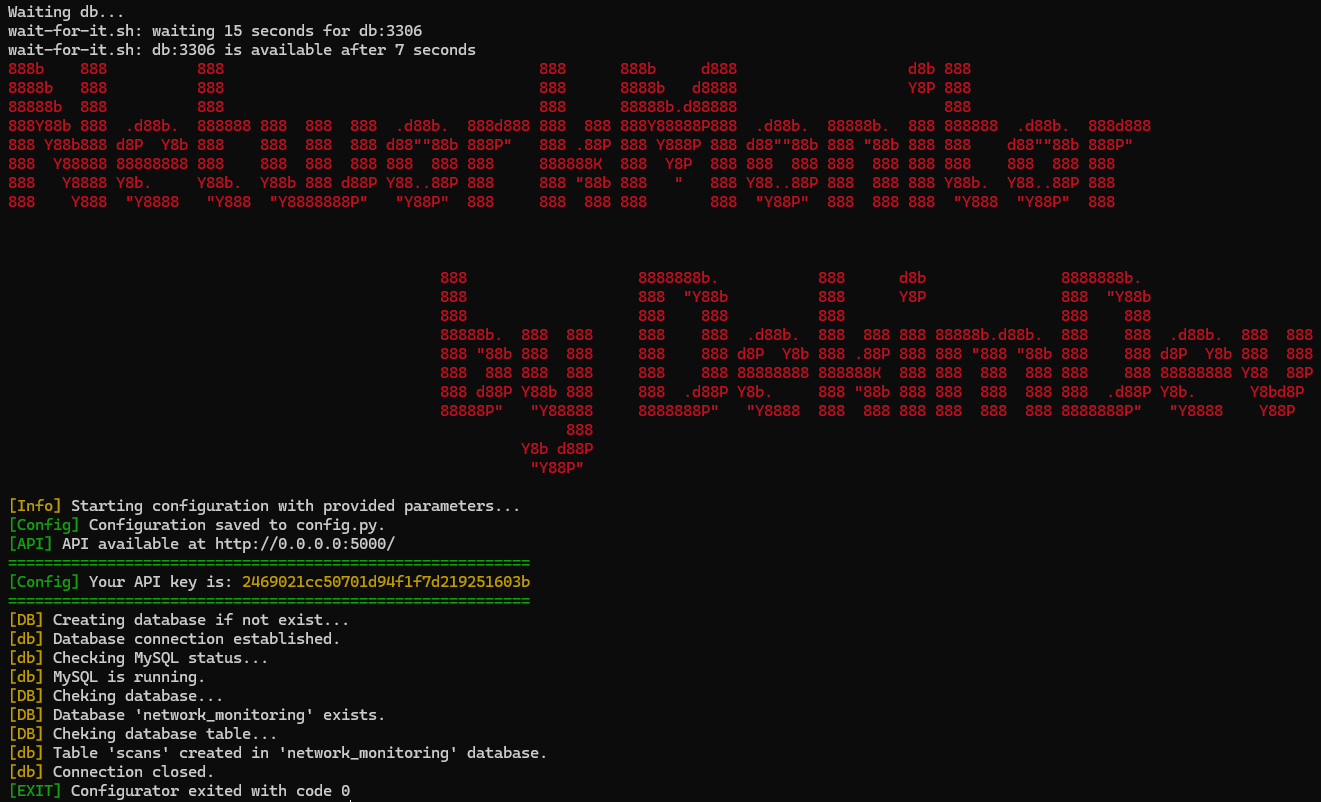 Waiting db...
wait-for-it.sh: waiting 15 seconds for db:3306
wait-for-it.sh: db:3306 is available after 7 seconds
NetworkMonitor
by DekimDev
[Info] Starting configuration with provided parameters...
[Config] Configuration saved to config.py.
[API] API available at http://0.0.0.0:5000/
==========================================================
[Config] Your API key is: 2469021cc50701d94f1f7d219251603b
==========================================================
[DB] Creating database if not exist...
[db] Database connection established.
[db] Checking MySQL status...
[db] MySQL is running.
[DB] Cheking database...
[DB] Database 'network_monitoring' exists.
[DB] Cheking database table...
[db] Table 'scans' created in 'network_monitoring' database.
[db] Connection closed.
[EXIT] Configurator exited with code 0